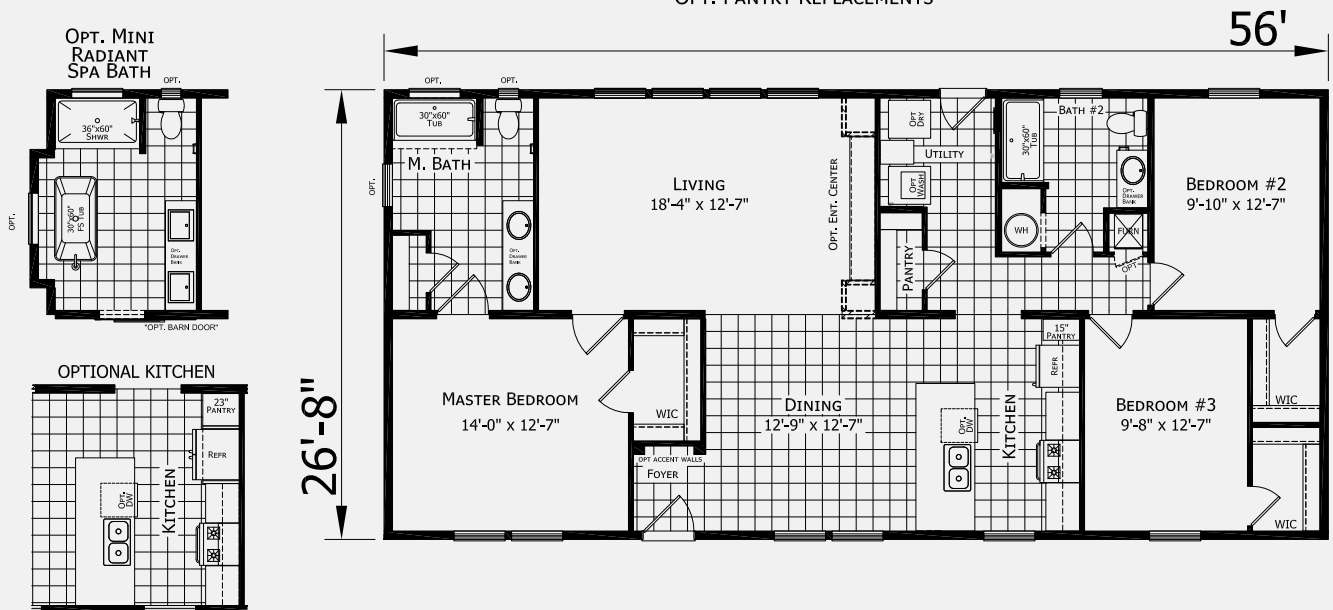 OPT. PANTRY REPLACEMENTS
56'
OPT. MINI
RADIANT
SPA BATH
OPT.
36"x60"
SHWR
OPT.
30"x60"
FS TUB
OPT.
DRAWER
BANK
"OPT. BARN DOOR"
OPTIONAL KITCHEN
23"
PANTRY
REFR
OPT.
DW
KITCHEN
26'-8"
OPT.
OPT.
OPT.
30"x60"
TUB
M. BATH
OPT.
DRAWER
BANK
LIVING
18'-4" x 12'-7"
OPT. ENT. CENTER
OPT
DRY
UTILITY
OPT
WASH
PANTRY
30"x60"
TUB
BATH #2
OPT.
DRAWER
BANK
WH
FURN
OPT
BEDROOM #2
9'-10" x 12'-7"
MASTER BEDROOM
14'-0" x 12'-7"
WIC
OPT ACCENT WALLS
FOYER
DINING
12'-9" x 12'-7"
OPT.
DW
KITCHEN
15"
PANTRY
REFR
BEDROOM #3
9'-8" x 12'-7"
WIC
WIC